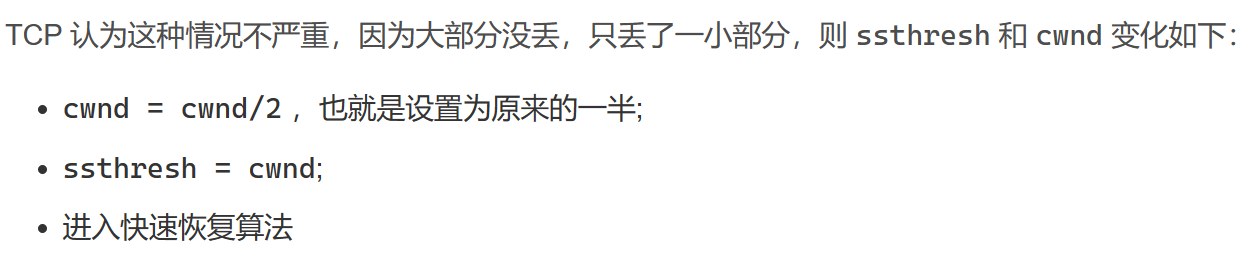 TCP 认为这种情况不严重，因为大部分没丢，只丢了一小部分，则 ssthresh 和 cwnd 变化如下：
• cwnd = cwnd/2 ，也就是设置为原来的一半;
• ssthresh = cwnd;
• 进入快速恢复算法